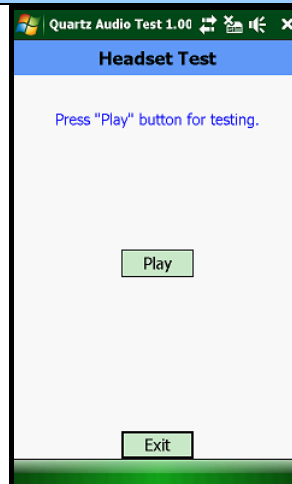 Quartz Audio Test 1.00
Headset Test
Press "Play" button for testing.
Play
Exit